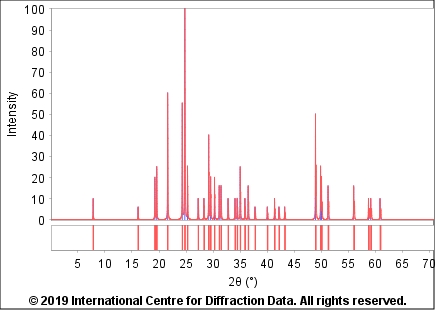 100
90
80
70
60
50
40
30
20
10
0
Intensity
5 10 15 20 25 30 35 40 45 50 55 60 65 70
2θ (°)
© 2019 International Centre for Diffraction Data. All rights reserved.